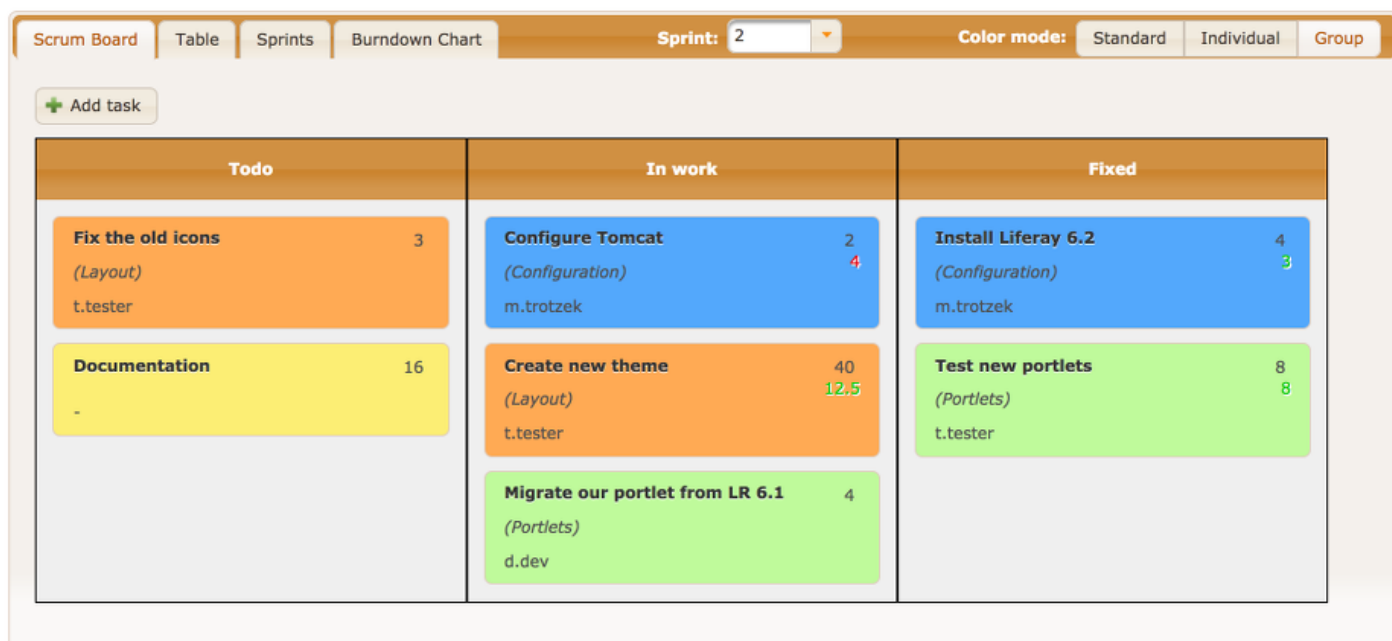 Scrum Board Table Sprints Burndown Chart Sprint: 2 Color mode: Standard Individual Group
Add task
Todo
Fix the old icons 3
(Layout)
t.tester
Documentation 16
-
In work
Configure Tomcat 2
4
(Configuration)
m.trotzek
Create new theme 40
12.5
(Layout)
t.tester
Migrate our portlet from LR 6.1 4
(Portlets)
d.dev
Fixed
Install Liferay 6.2 4
3
(Configuration)
m.trotzek
Test new portlets 8
8
(Portlets)
t.tester